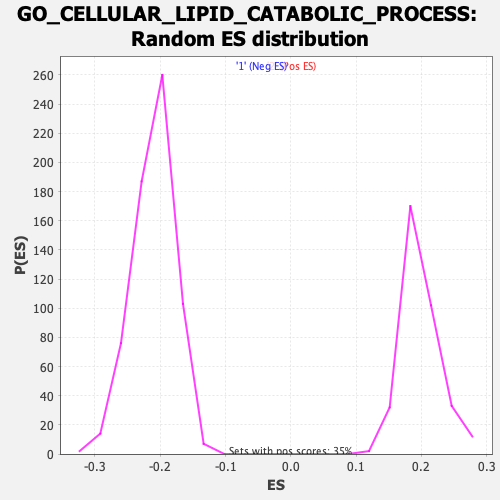 GO_CELLULAR_LIPID_CATABOLIC_PROCESS:
Random ES distribution
'1' (Neg ES)
Pos ES)
260
240
220
200
180
160
140
120
100
80
60
40
20
0
P(ES)
Sets with pos scores: 35%
-0.3 -0.2 -0.1 0.0 0.1 0.2 0.3
ES